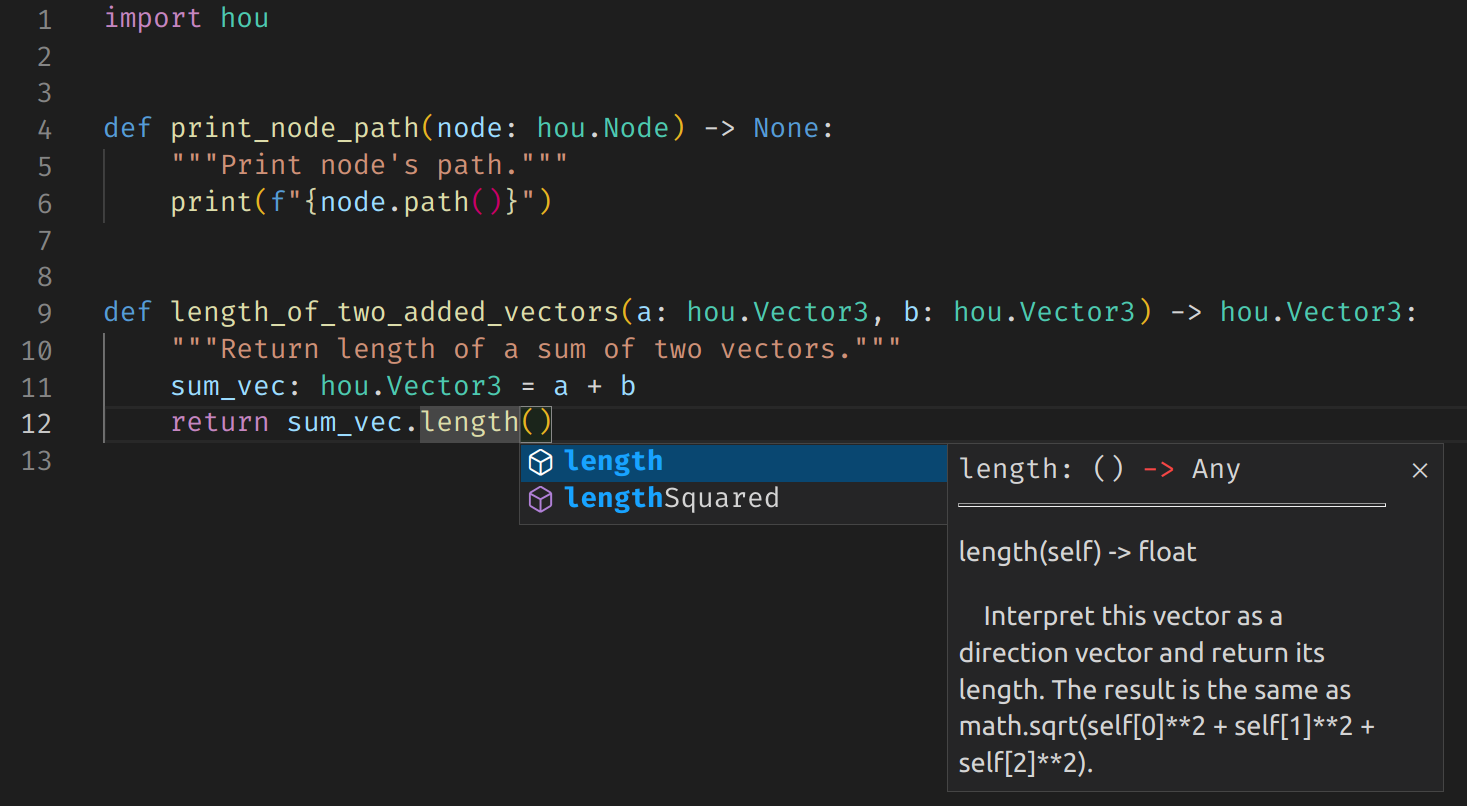 1 import hou
2
3
4 def print_node_path(node: hou.Node) -> None:
5     """Print node's path."""
6     print(f"{node.path()}")
7
8
9 def length_of_two_added_vectors(a: hou.Vector3, b: hou.Vector3) -> hou.Vector3:
10     """Return length of a sum of two vectors."""
11     sum_vec: hou.Vector3 = a + b
12     return sum_vec.length()
13
length
lengthSquared
length: () -> Any ×
length(self) -> float
Interpret this vector as a
direction vector and return its
length. The result is the same as
math.sqrt(self[0]**2 + self[1]**2 +
self[2]**2).